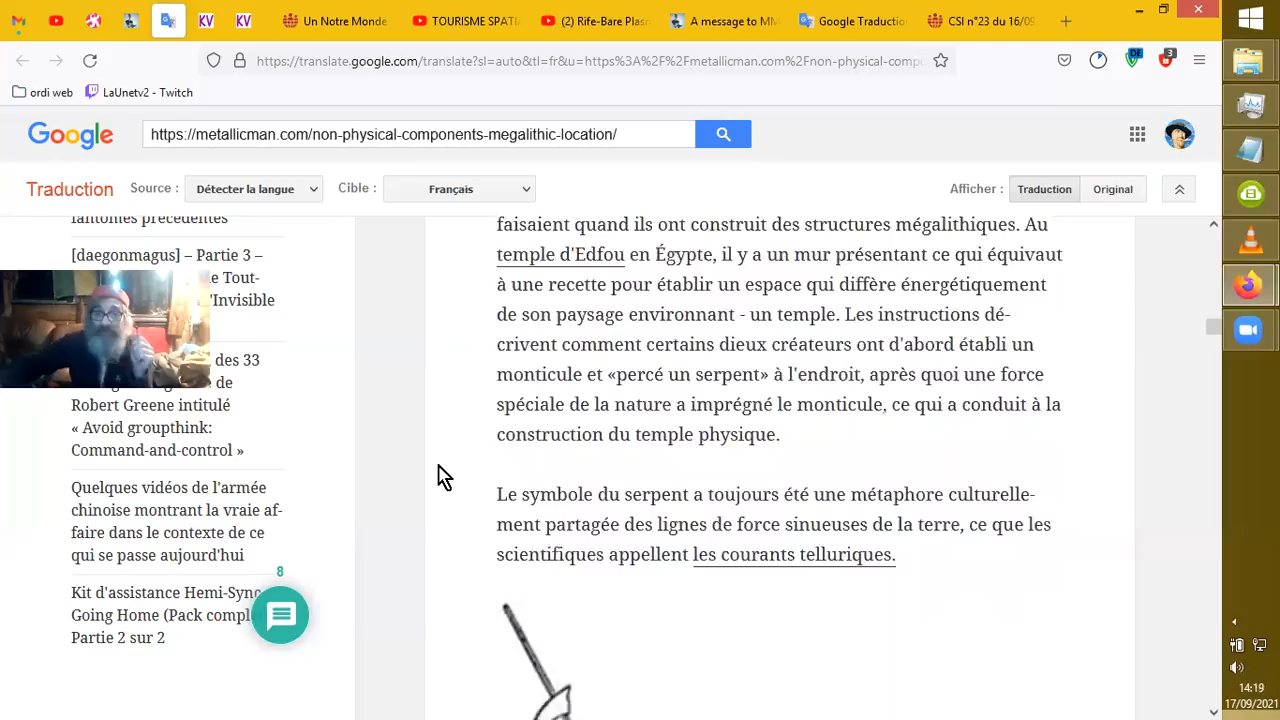 Un Notre Monde
TOURISME SPATI
(2) Rife-Bare Plasm
A message to MM
Google Traduction
CSI n°23 du 16/09
https://translate.google.com/translate?sl=auto&tl=fr&u=https%3A%2F%2Fmetallicman.com%2Fnon-physical-compo
DE
3
ordi web
LaUnetv2 - Twitch
Google
https://metallicman.com/non-physical-components-megalithic-location/
Traduction
Source :
Détecter la langue
Cible :
Français
Afficher :
Traduction
Original
fantômes précédentes
[daegonmagus] – Partie 3 –
le Tout-
l'Invisible
des 33
de
Robert Greene intitulé
« Avoid groupthink:
Command-and-control »
Quelques vidéos de l'armée
chinoise montrant la vraie af-
faire dans le contexte de ce
qui se passe aujourd'hui
Kit d'assistance Hemi-Sync
Going Home (Pack compl
Partie 2 sur 2
8
faisaient quand ils ont construit des structures mégalithiques. Au
temple d'Edfou en Égypte, il y a un mur présentant ce qui équivaut
à une recette pour établir un espace qui diffère énergétiquement
de son paysage environnant - un temple. Les instructions dé-
crivent comment certains dieux créateurs ont d'abord établi un
monticule et «percé un serpent» à l'endroit, après quoi une force
spéciale de la nature a imprégné le monticule, ce qui a conduit à la
construction du temple physique.
Le symbole du serpent a toujours été une métaphore culturelle-
ment partagée des lignes de force sinueuses de la terre, ce que les
scientifiques appellent les courants telluriques.
14:19
17/09/2021